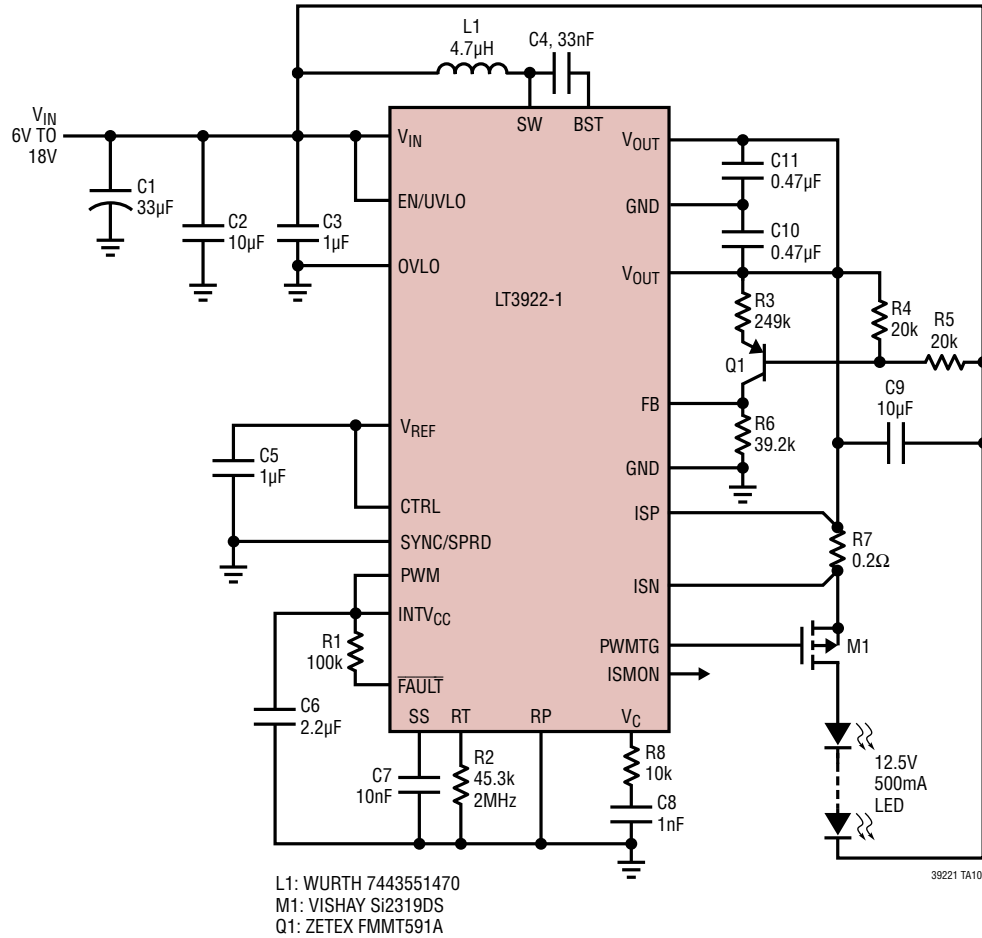 L1
4.7µH
C4, 33nF
V_IN
6V TO
18V
C1
33µF
C2
10µF
C3
1µF
SW
BST
V_IN
EN/UVLO
OVLO
LT3922-1
V_OUT
GND
V_OUT
C11
0.47µF
C10
0.47µF
R3
249k
R4
20k
R5
20k
Q1
C9
10µF
FB
R6
39.2k
GND
V_REF
C5
1µF
CTRL
SYNC/SPRD
PWM
INTV_CC
R1
100k
FAULT
C6
2.2µF
ISP
R7
0.2Ω
ISN
PWMTG
M1
ISMON
SS
RT
RP
V_C
C7
10nF
R2
45.3k
2MHz
R8
10k
C8
1nF
12.5V
500mA
LED
39221 TA10
L1: WURTH 7443551470
M1: VISHAY Si2319DS
Q1: ZETEX FMMT591A